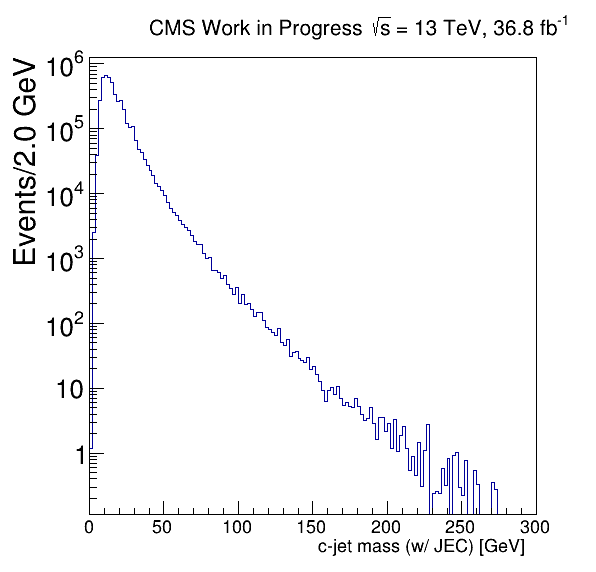 CMS Work in Progress √s = 13 TeV, 36.8 fb⁻¹
Events/2.0 GeV
10⁶
10⁵
10⁴
10³
10²
10
1
0 50 100 150 200 250 300
c-jet mass (w/ JEC) [GeV]